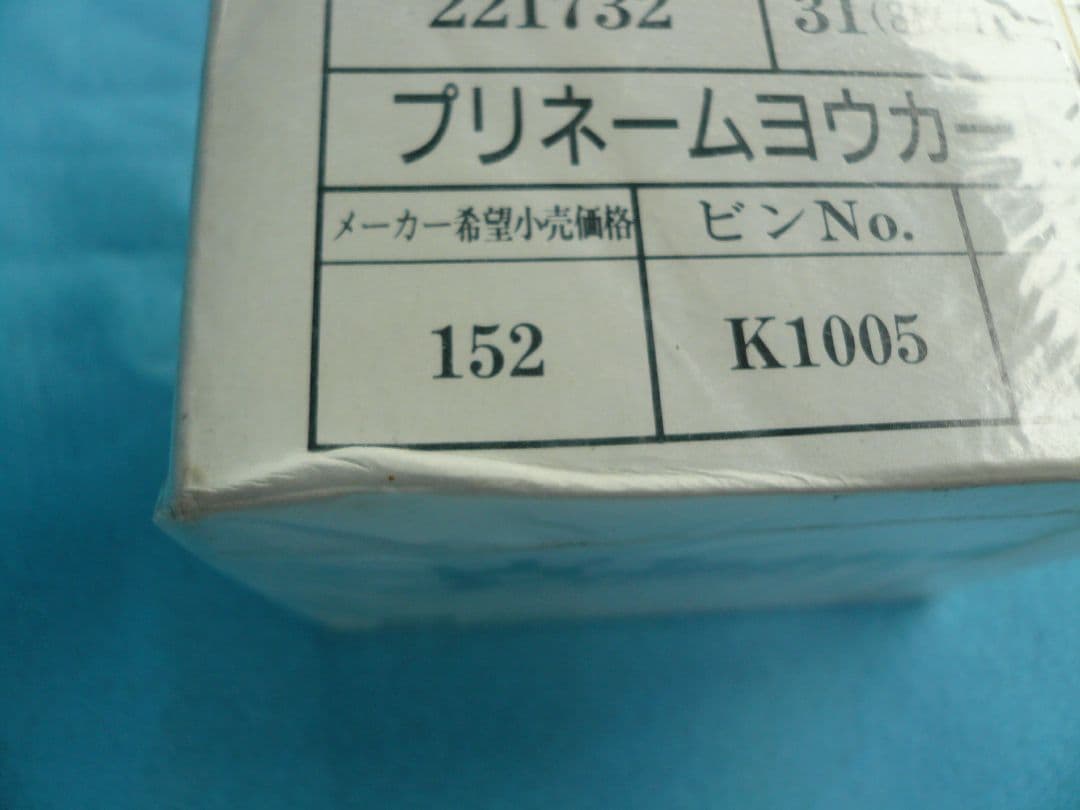 221732 31(
プリネームヨウカー
メーカー希望小売価格 ビンNo.
152 K1005